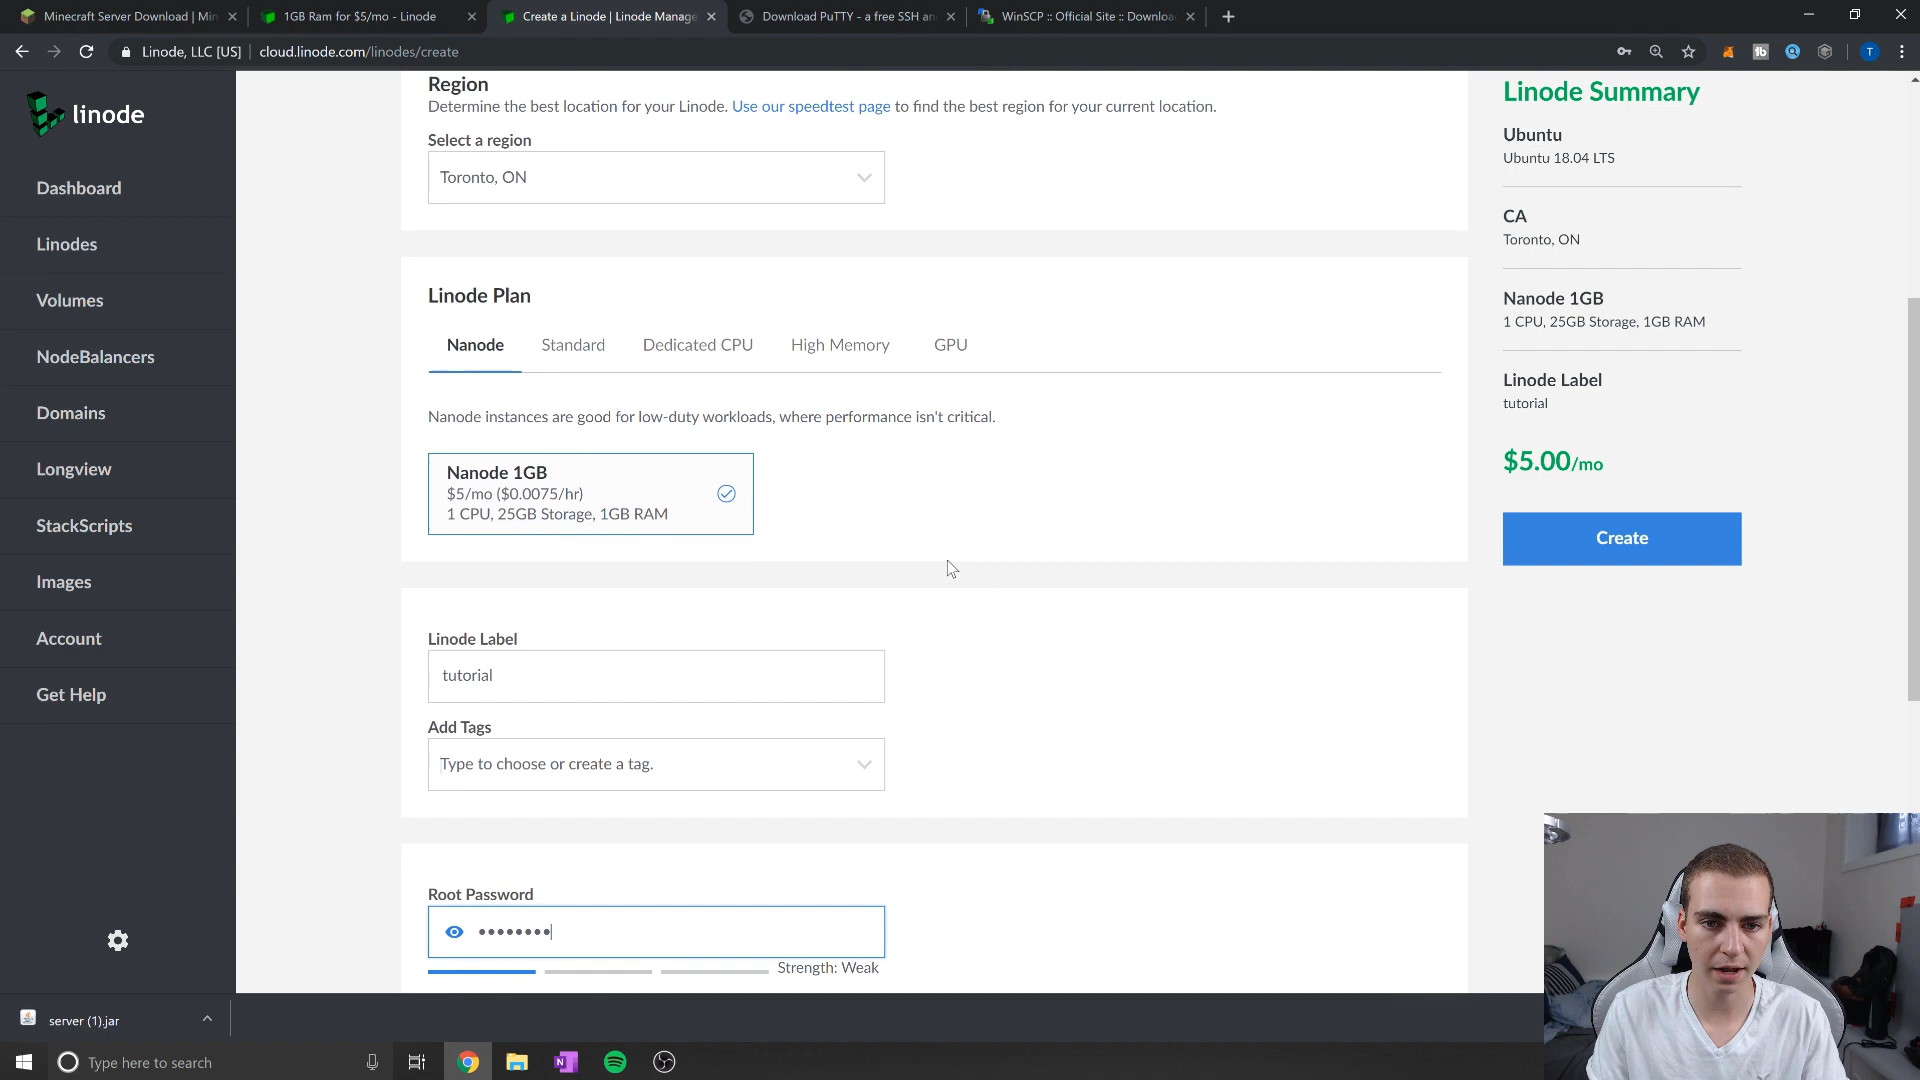 Minecraft Server Download | Min
1GB Ram for $5/mo - Linode
Create a Linode | Linode Manage
Download PuTTY - a free SSH an
WinSCP :: Official Site :: Downloa
Linode, LLC [US]
cloud.linode.com/linodes/create
T
linode
Dashboard
Linodes
Volumes
NodeBalancers
Domains
Longview
StackScripts
Images
Account
Get Help
Region
Determine the best location for your Linode. Use our speedtest page to find the best region for your current location.
Select a region
Toronto, ON
Linode Plan
Nanode
Standard
Dedicated CPU
High Memory
GPU
Nanode instances are good for low-duty workloads, where performance isn't critical.
Nanode 1GB
$5/mo ($0.0075/hr)
1 CPU, 25GB Storage, 1GB RAM
Linode Label
tutorial
Add Tags
Type to choose or create a tag.
Root Password
••••••••
Strength: Weak
Linode Summary
Ubuntu
Ubuntu 18.04 LTS
CA
Toronto, ON
Nanode 1GB
1 CPU, 25GB Storage, 1GB RAM
Linode Label
tutorial
$5.00/mo
Create
server (1).jar
Type here to search